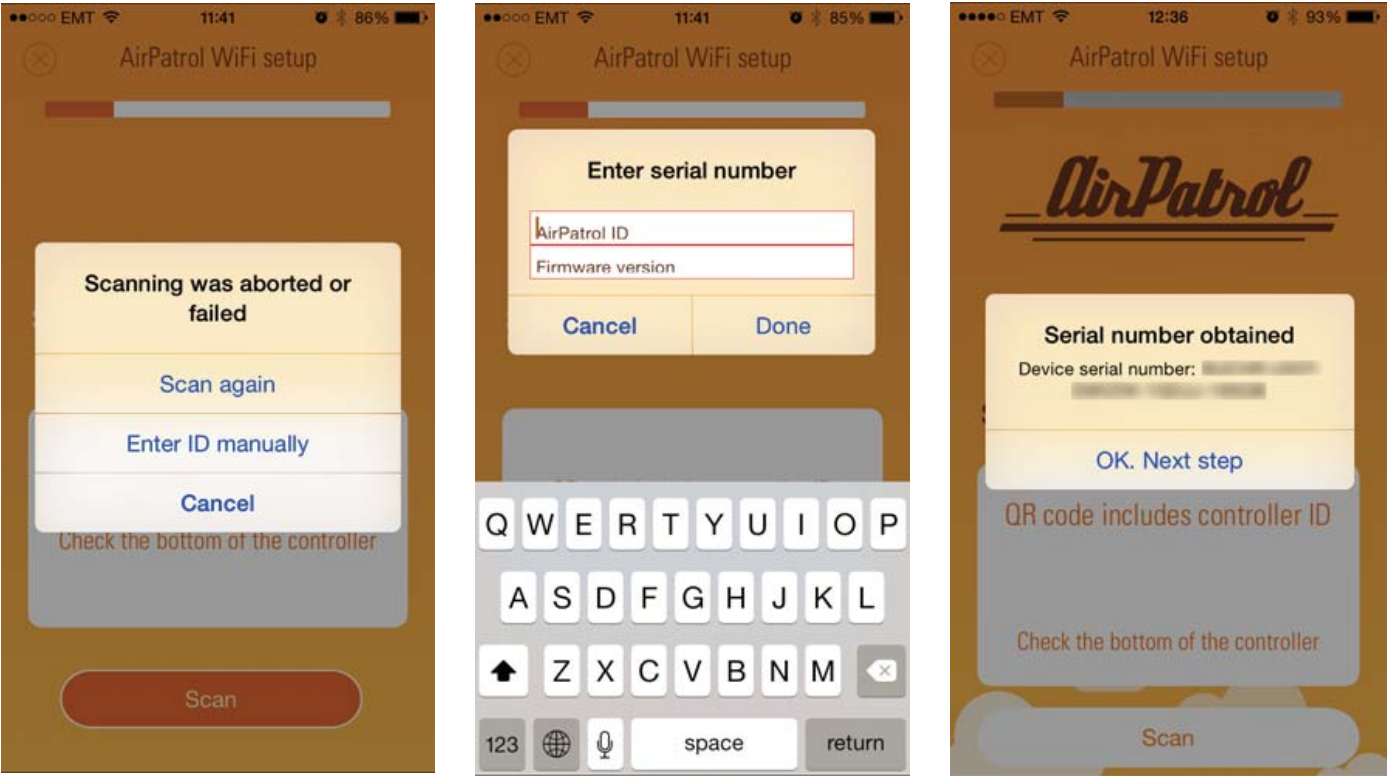 EMT 11:41 86%
AirPatrol WiFi setup
Scanning was aborted or
failed
Scan again
Enter ID manually
Cancel
Check the bottom of the controller
Scan
EMT 11:41 85%
AirPatrol WiFi setup
Enter serial number
AirPatrol ID
Firmware version
Cancel Done
Q W E R T Y U I O P
A S D F G H J K L
Z X C V B N M
123 space return
EMT 12:36 93%
AirPatrol WiFi setup
AirPatrol
Serial number obtained
Device serial number:
OK. Next step
QR code includes controller ID
Check the bottom of the controller
Scan